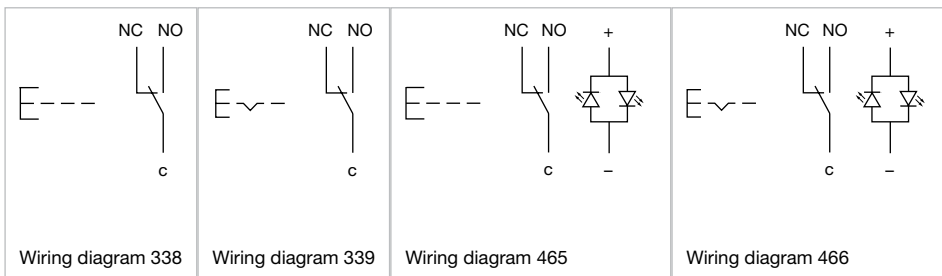 NC NO
c
Wiring diagram 338
NC NO
c
Wiring diagram 339
NC NO
+
c
–
Wiring diagram 465
NC NO
+
c
–
Wiring diagram 466